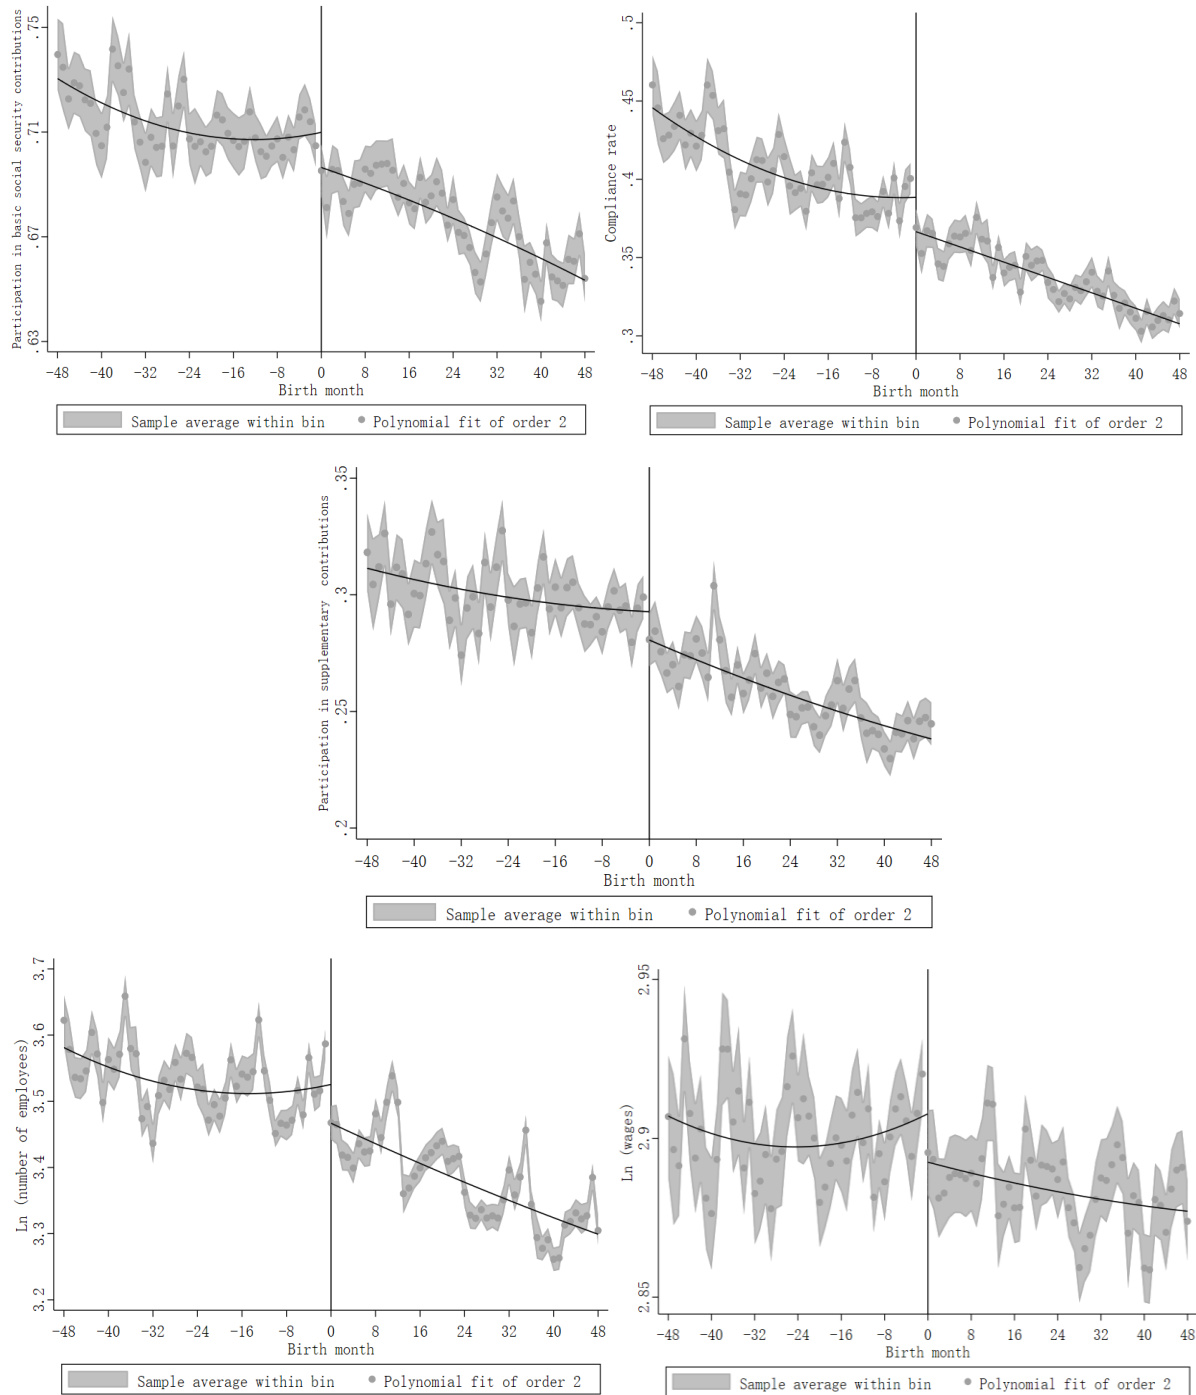 Participation in basic social security contributions
.75
.71
.67
.63
-48 -40 -32 -24 -16 -8 0 8 16 24 32 40 48
Birth month
Sample average within bin Polynomial fit of order 2
Compliance rate
.5
.45
.4
.35
.3
-48 -40 -32 -24 -16 -8 0 8 16 24 32 40 48
Birth month
Sample average within bin Polynomial fit of order 2
Participation in supplementary contributions
.35
.3
.25
.2
-48 -40 -32 -24 -16 -8 0 8 16 24 32 40 48
Birth month
Sample average within bin Polynomial fit of order 2
Ln (number of employees)
3.7
3.6
3.5
3.4
3.3
3.2
-48 -40 -32 -24 -16 -8 0 8 16 24 32 40 48
Birth month
Sample average within bin Polynomial fit of order 2
Ln (wages)
2.95
2.9
2.85
-48 -40 -32 -24 -16 -8 0 8 16 24 32 40 48
Birth month
Sample average within bin Polynomial fit of order 2